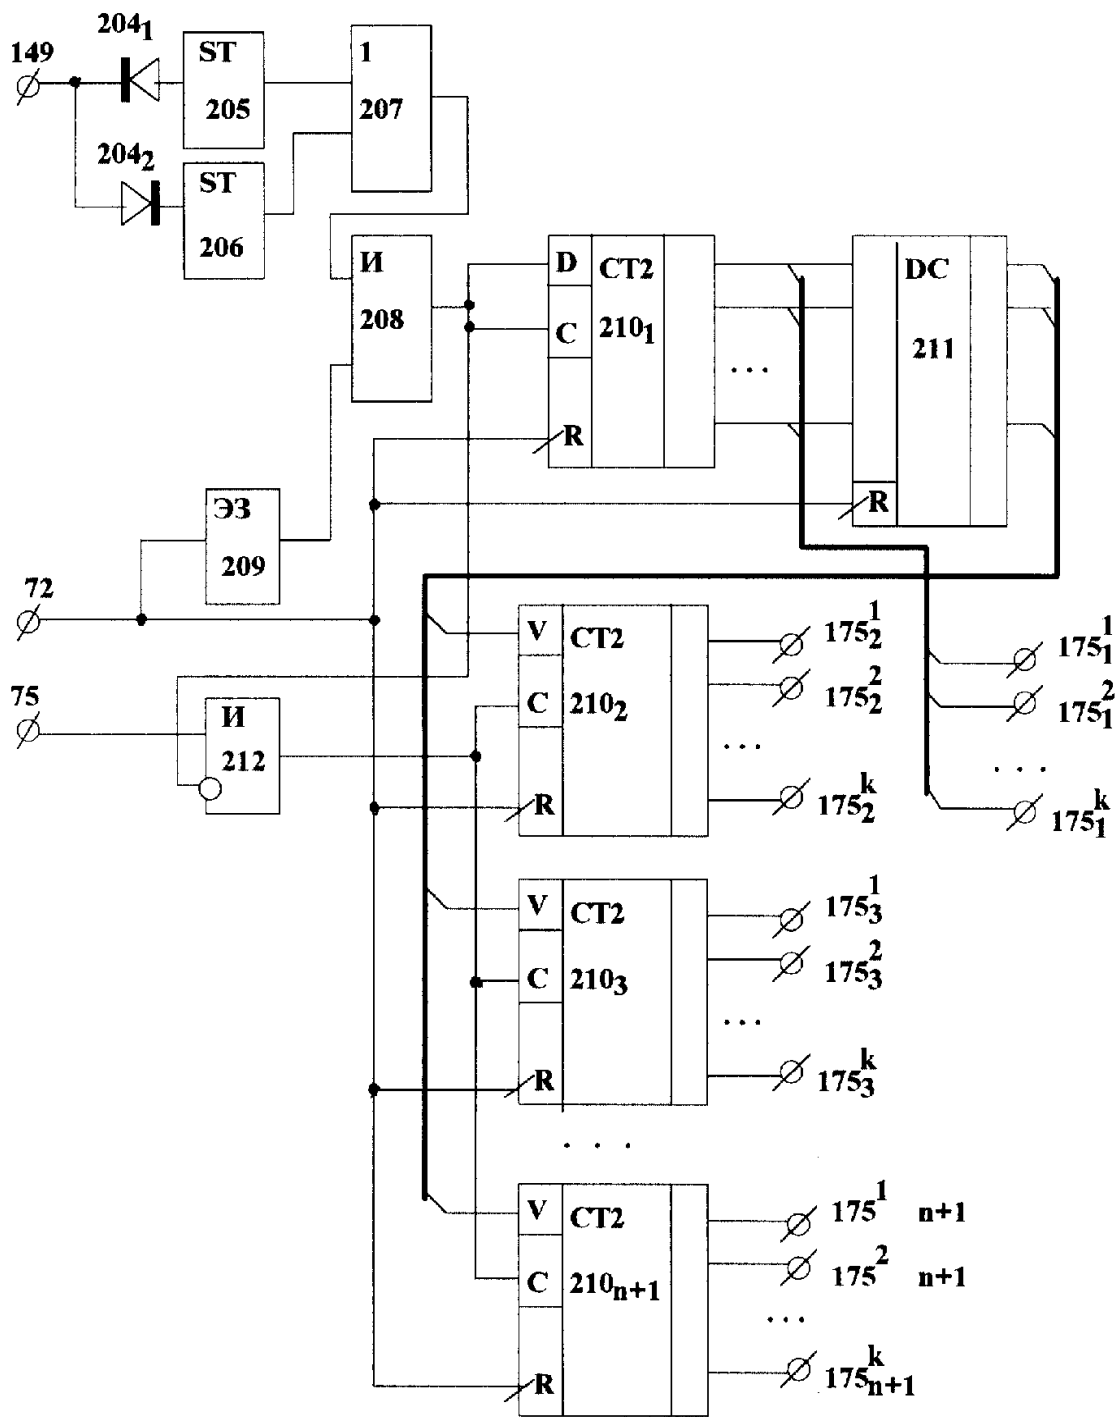 149
204₁
ST
205
1
207
204₂
ST
206
И
208
D
C
R
CT2
210₁
...
DC
211
R
ЭЗ
209
72
75
И
212
V
C
R
CT2
210₂
175₂¹
175₂²
...
175₂ᵏ
175₁¹
175₁²
...
175₁ᵏ
V
C
R
CT2
210₃
175₃¹
175₃²
...
175₃ᵏ
...
V
C
R
CT2
210ₙ₊₁
175¹ n+1
175² n+1
...
175ᵏₙ₊₁